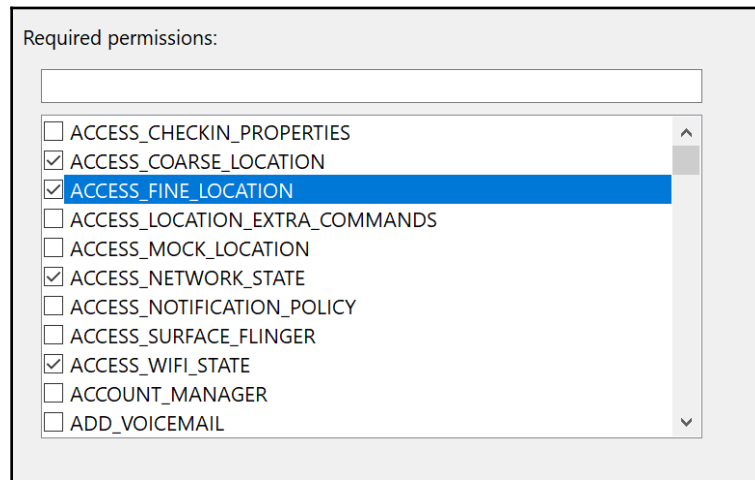 Required permissions:
ACCESS_CHECKIN_PROPERTIES
ACCESS_COARSE_LOCATION
ACCESS_FINE_LOCATION
ACCESS_LOCATION_EXTRA_COMMANDS
ACCESS_MOCK_LOCATION
ACCESS_NETWORK_STATE
ACCESS_NOTIFICATION_POLICY
ACCESS_SURFACE_FLINGER
ACCESS_WIFI_STATE
ACCOUNT_MANAGER
ADD_VOICEMAIL